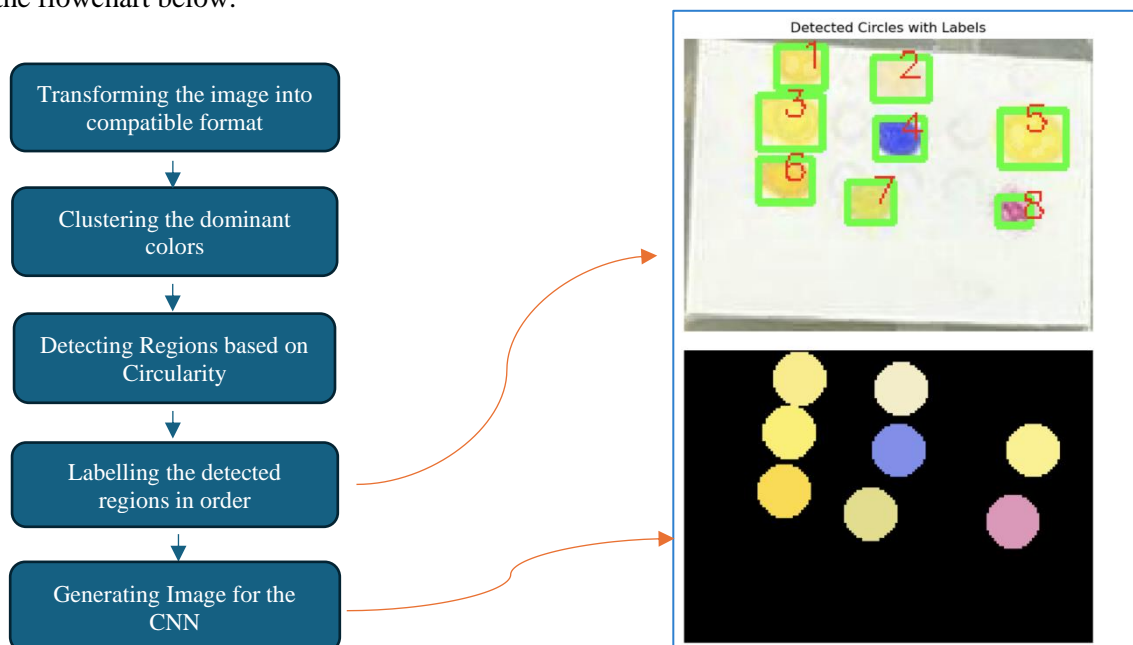 the flowchart below.
Transforming the image into
compatible format
Clustering the dominant
colors
Detecting Regions based on
Circularity
Labelling the detected
regions in order
Generating Image for the
CNN
Detected Circles with Labels
1
2
3
4
5
6
7
8